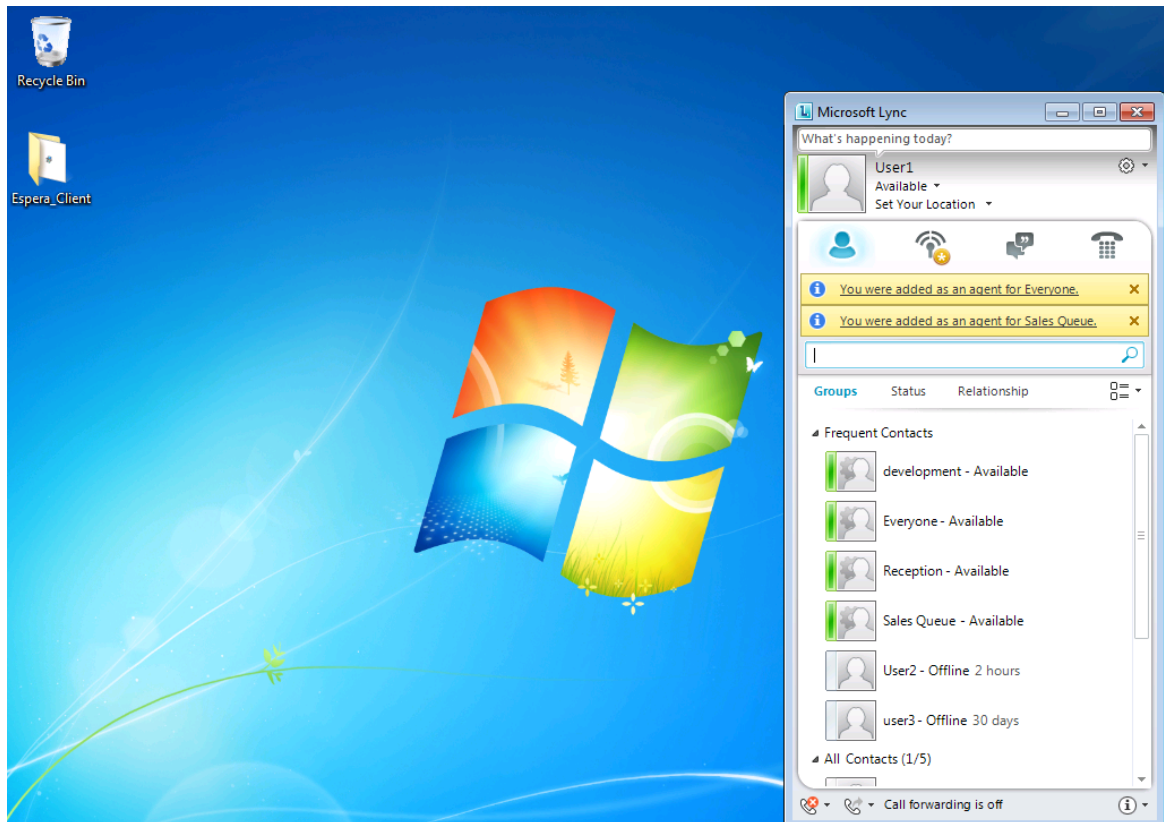 Recycle Bin
Espera_Client
Microsoft Lync
What's happening today?
User1
Available
Set Your Location
You were added as an agent for Everyone.
You were added as an agent for Sales Queue.
Groups Status Relationship
Frequent Contacts
development - Available
Everyone - Available
Reception - Available
Sales Queue - Available
User2 - Offline 2 hours
user3 - Offline 30 days
All Contacts (1/5)
Call forwarding is off